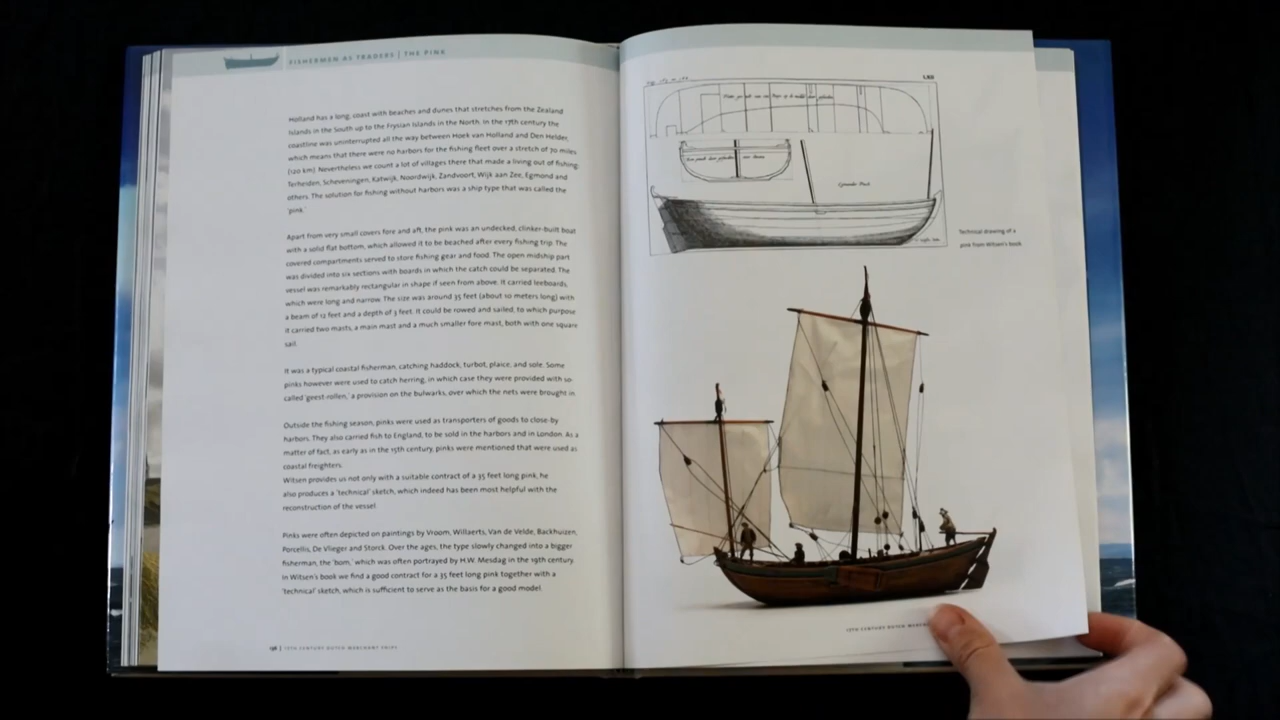 FISHERMEN AS TRADERS | THE PINK
Holland has a long, coast with beaches and dunes that stretches from the Zealand
Islands in the South up to the Frysian Islands in the North. In the 17th century the
coastline was uninterrupted all the way between Hoek van Holland and Den Helder,
which means that there were no harbors for the fishing fleet over a stretch of 70 miles
(120 km). Nevertheless we count a lot of villages there that made a living out of fishing:
Terheiden, Scheveningen, Katwijk, Noordwijk, Zandvoort, Wijk aan Zee, Egmond and
others. The solution for fishing without harbors was a ship type that was called the
'pink.'
Apart from very small covers fore and aft, the pink was an undecked, clinker-built boat
with a solid flat bottom, which allowed it to be beached after every fishing trip. The
covered compartments served to store fishing gear and food. The open midship part
was divided into six sections with boards in which the catch could be separated. The
vessel was remarkably rectangular in shape if seen from above. It carried leeboards,
which were long and narrow. The size was around 35 feet (about 10 meters long) with
a beam of 12 feet and a depth of 3 feet. It could be rowed and sailed, to which purpose
it carried two masts, a main mast and a much smaller fore mast, both with one square
sail.
It was a typical coastal fisherman, catching haddock, turbot, plaice, and sole. Some
pinks however were used to catch herring, in which case they were provided with so-
called 'geest-rollen,' a provision on the bulwarks, over which the nets were brought in.
Outside the fishing season, pinks were used as transporters of goods to close-by
harbors. They also carried fish to England, to be sold in the harbors and in London. As a
matter of fact, as early as in the 15th century, pinks were mentioned that were used as
coastal freighters.
Witsen provides us not only with a suitable contract of a 35 feet long pink, he
also produces a 'technical' sketch, which indeed has been most helpful with the
reconstruction of the vessel.
Pinks were often depicted on paintings by Vroom, Willaerts, Van de Velde, Backhuizen,
Porcellis, De Vlieger and Storck. Over the ages, the type slowly changed into a bigger
fisherman, the 'bom,' which was often portrayed by H.W. Mesdag in the 19th century.
In Witsen's book we find a good contract for a 35 feet long pink together with a
'technical' sketch, which is sufficient to serve as the basis for a good model.
136 | 17TH CENTURY DUTCH MERCHANT SHIPS
Technical drawing of a
pink from Witsen's book.
17TH CENTURY DUTCH